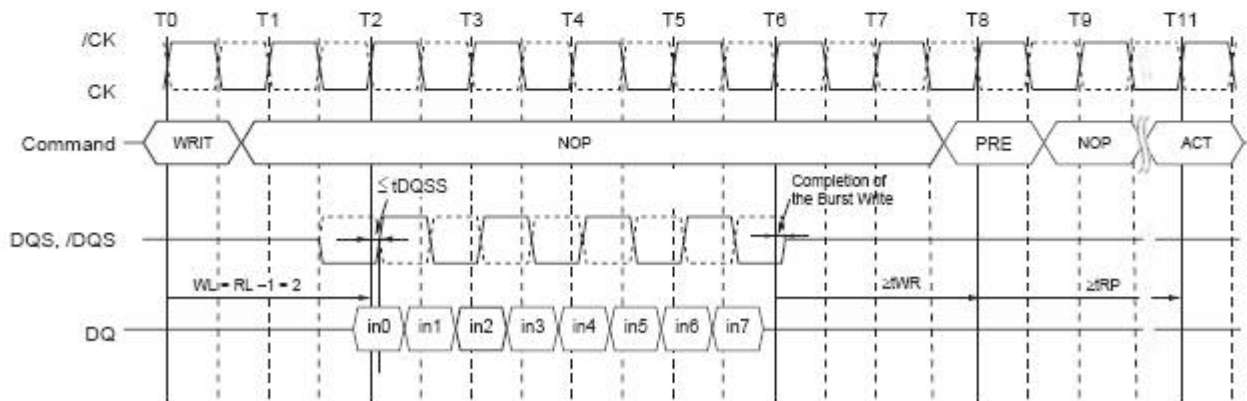 T0 T1 T2 T3 T4 T5 T6 T7 T8 T9 T11
/CK
CK
Command WRIT NOP PRE NOP ACT
≤ tDQSS
Completion of
the Burst Write
DQS, /DQS
WL = RL –1 = 2
≥tWR
≥tRP
DQ in0 in1 in2 in3 in4 in5 in6 in7